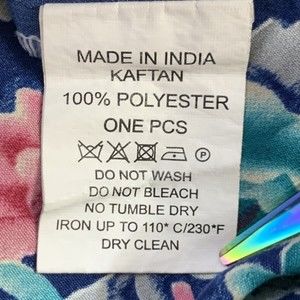 MADE IN INDIA
KAFTAN
100% POLYESTER
ONE PCS
P
DO NOT WASH
DO NOT BLEACH
NO TUMBLE DRY
IRON UP TO 110* C/230*F
DRY CLEAN